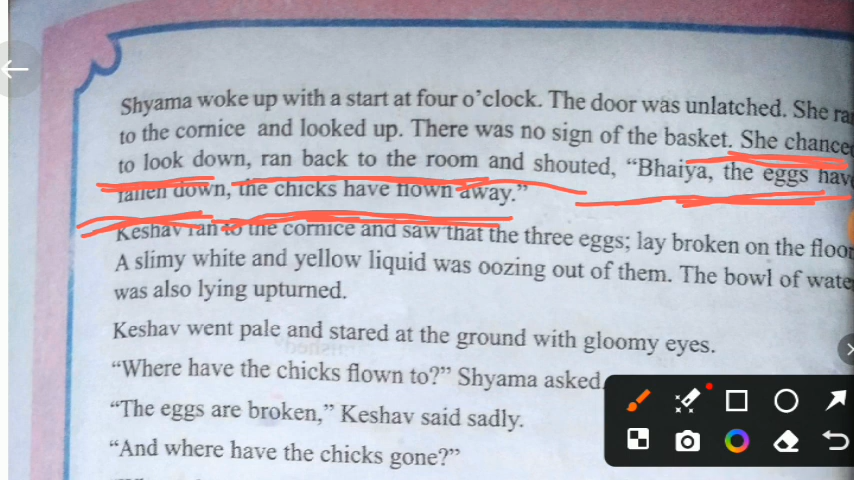 Shyama woke up with a start at four o'clock. The door was unlatched. She
to the cornice and looked up. There was no sign of the basket. She
to look down, ran back to the room and shouted, “Bhaiya, the eggs
fallen down, the chicks have flown away.”
Keshav ran to the cornice and saw that the three eggs; lay broken on the floor
A slimy white and yellow liquid was oozing out of them. The bowl of
was also lying upturned.
Keshav went pale and stared at the ground with gloomy eyes.
“Where have the chicks flown to?” Shyama asked
“The eggs are broken,” Keshav said sadly.
“And where have the chicks gone?”